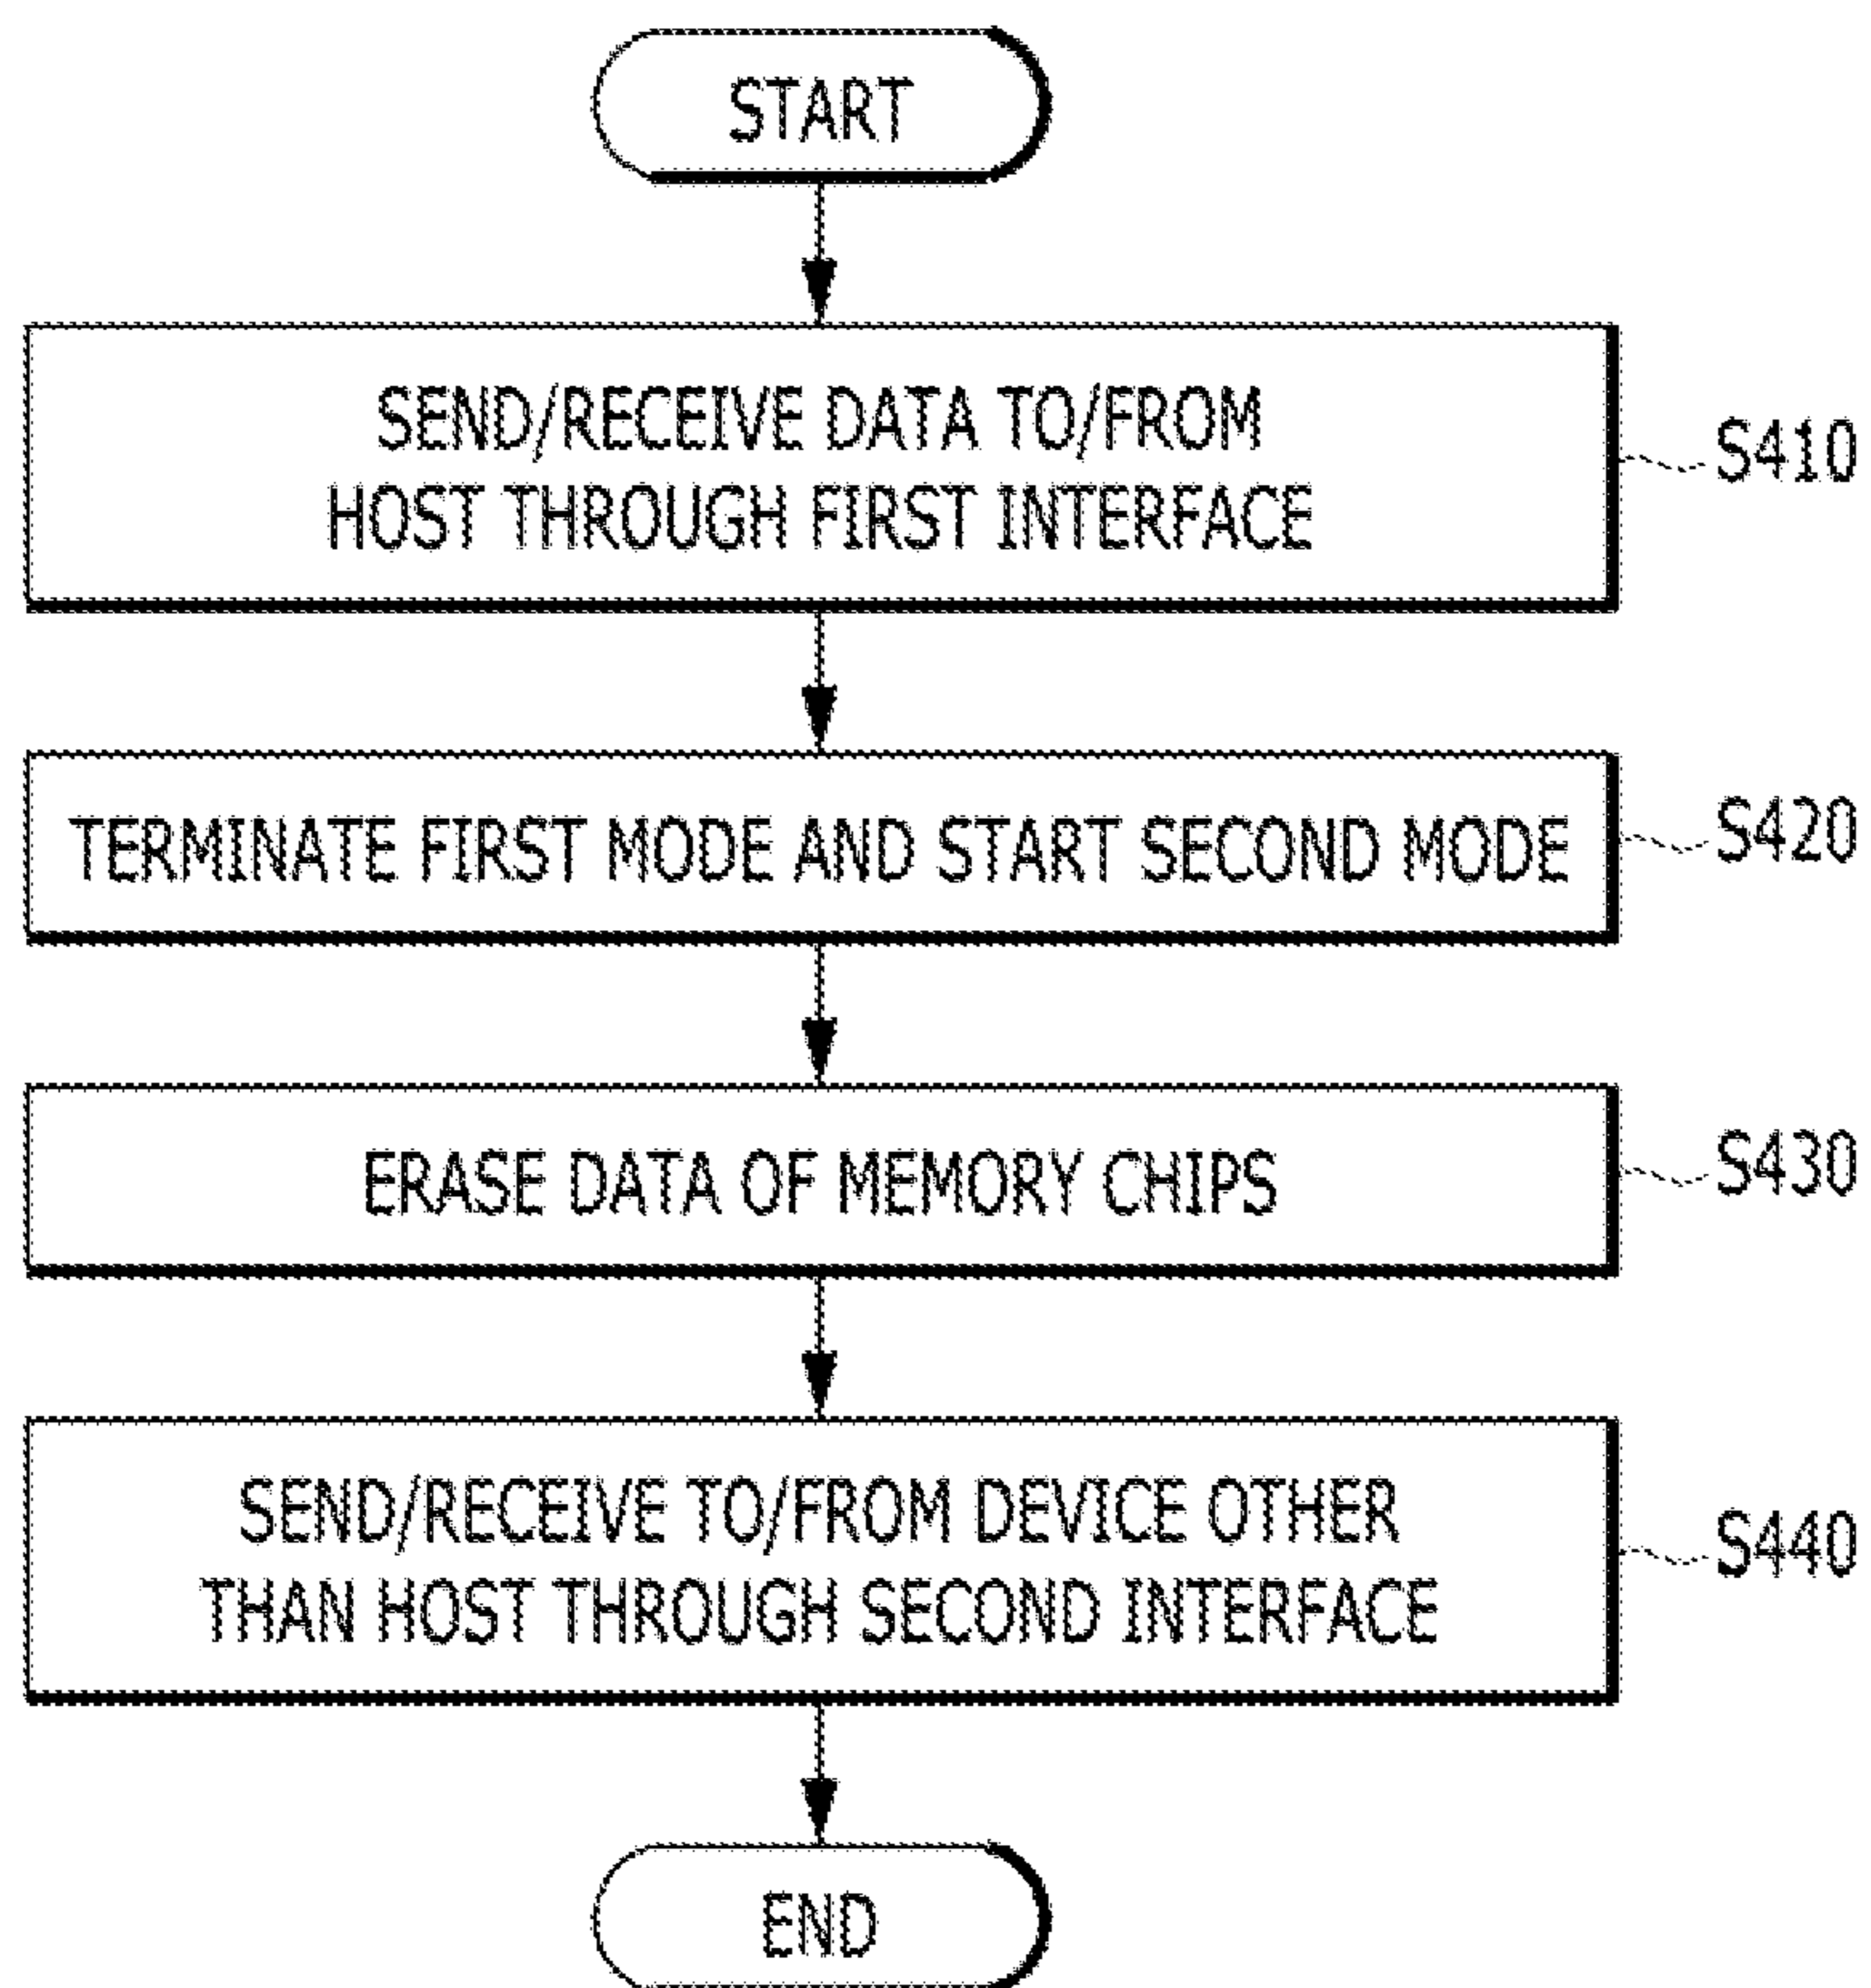 START
SEND/RECEIVE DATA TO/FROM
HOST THROUGH FIRST INTERFACE
S410
TERMINATE FIRST MODE AND START SECOND MODE
S420
ERASE DATA OF MEMORY CHIPS
S430
SEND/RECEIVE TO/FROM DEVICE OTHER
THAN HOST THROUGH SECOND INTERFACE
S440
END